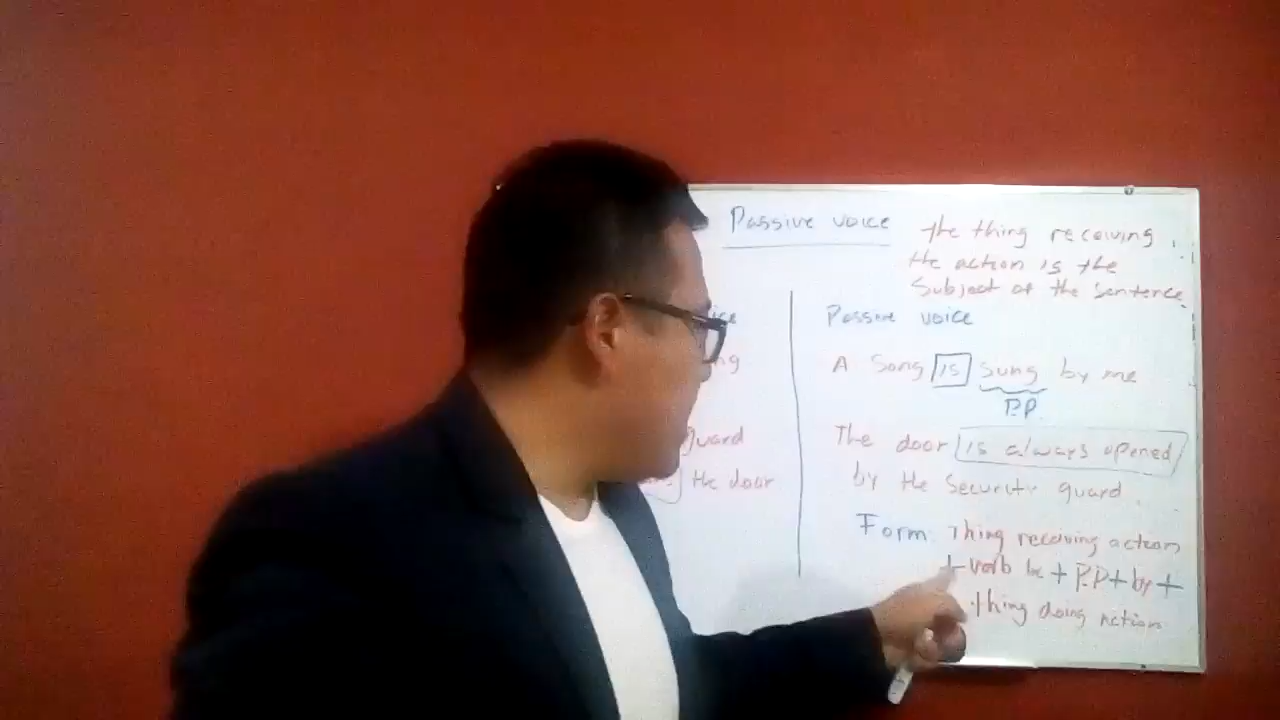 Passive voice
the thing receiving
the action is the
Subject of the sentence.
Passive voice
A Song is sung by me
P.P.
guard
the door
The door is always opened
by the Security guard.
Form: Thing receiving action
+ verb be + P.P + by +
thing doing action